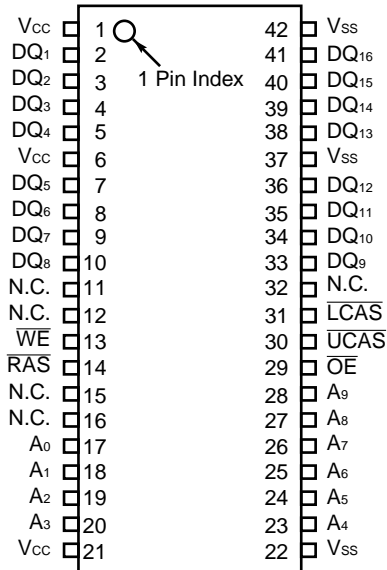 VCC 1 42 VSS
DQ1 2 41 DQ16
1 Pin Index
DQ2 3 40 DQ15
DQ3 4 39 DQ14
DQ4 5 38 DQ13
VCC 6 37 VSS
DQ5 7 36 DQ12
DQ6 8 35 DQ11
DQ7 9 34 DQ10
DQ8 10 33 DQ9
N.C. 11 32 N.C.
N.C. 12 31 LCAS
WE 13 30 UCAS
RAS 14 29 OE
N.C. 15 28 A9
N.C. 16 27 A8
A0 17 26 A7
A1 18 25 A6
A2 19 24 A5
A3 20 23 A4
VCC 21 22 VSS